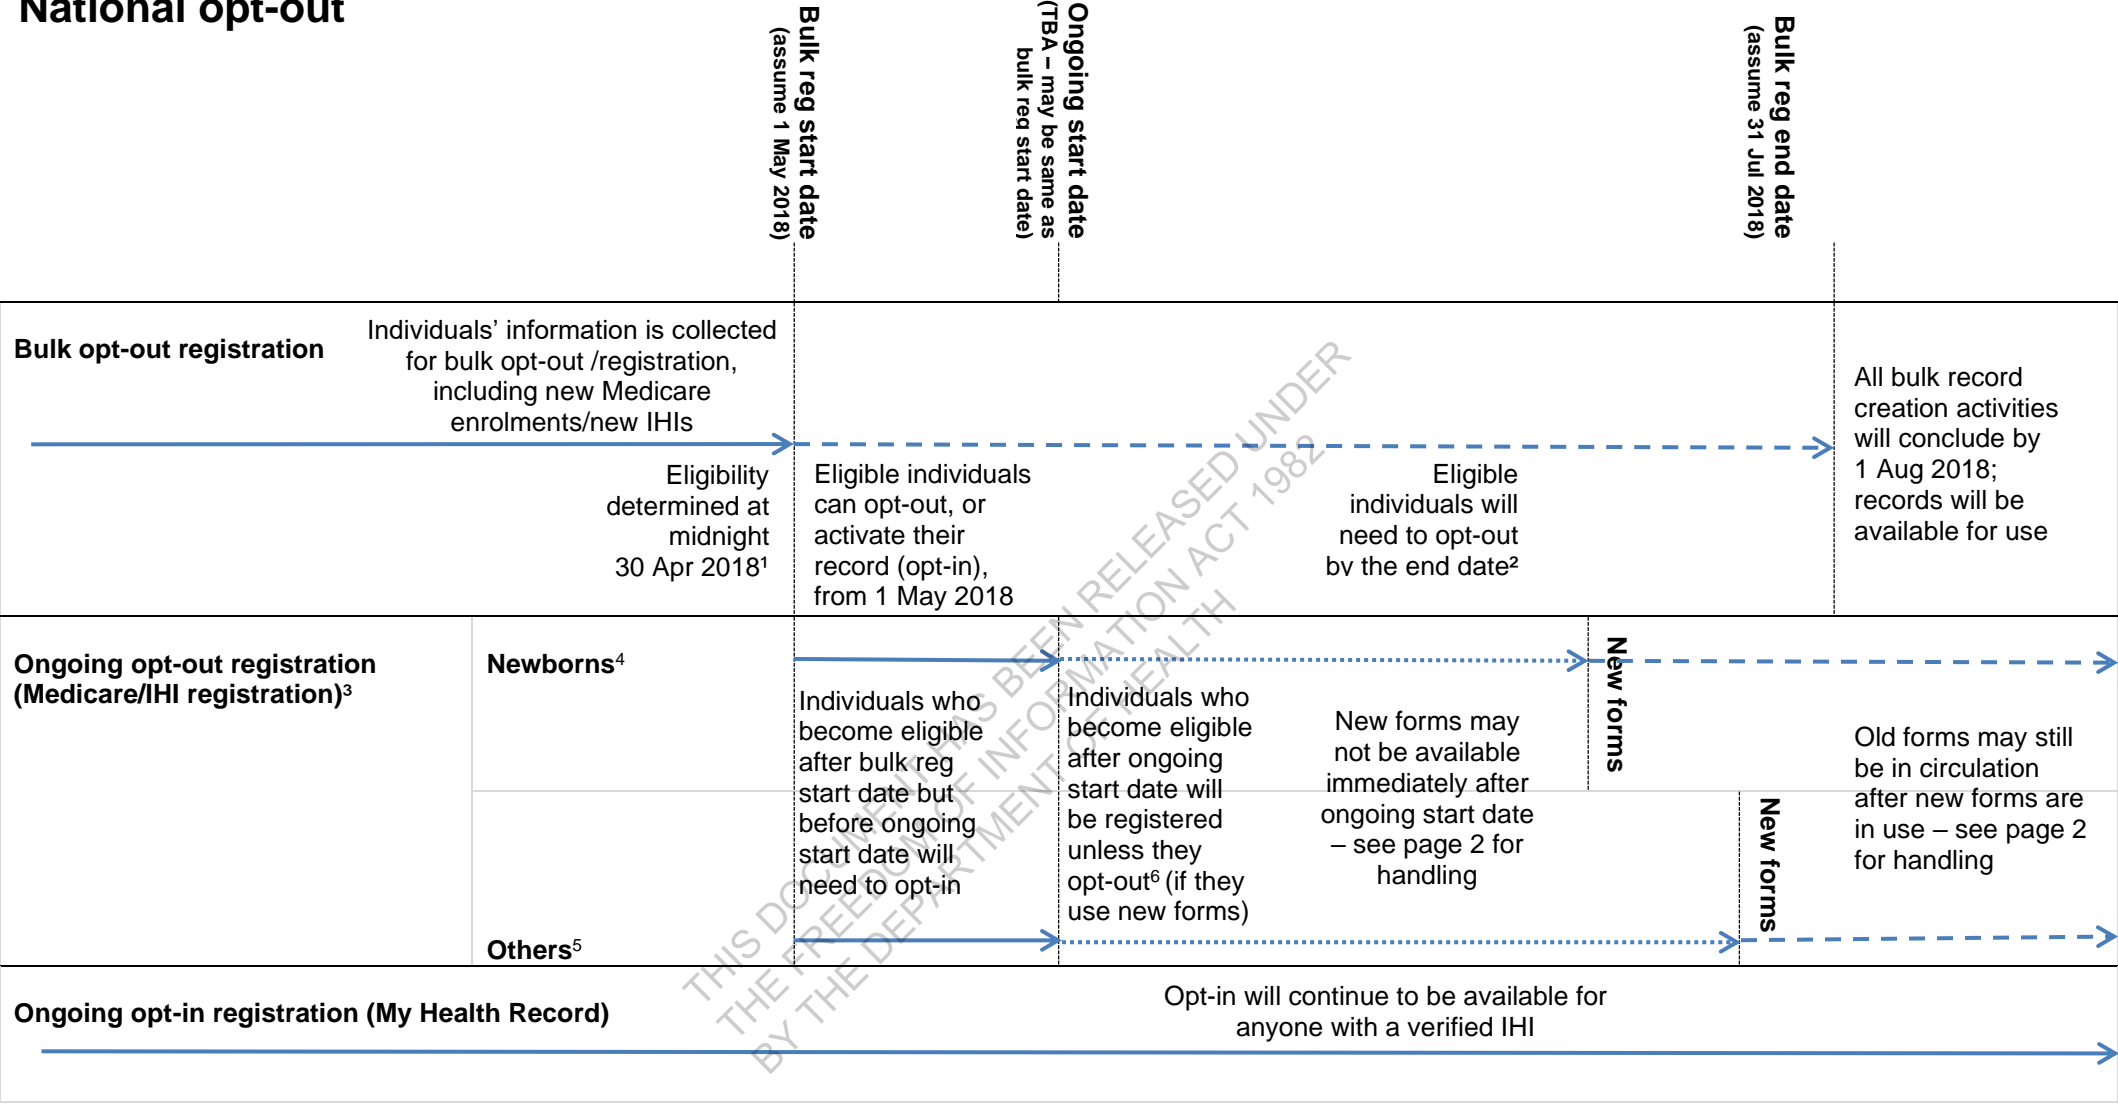 National opt-out
Bulk reg start date
(assume 1 May 2018)
Ongoing start date
(TBA – may be same as
bulk reg start date)
Bulk reg end date
(assume 31 Jul 2018)
Bulk opt-out registration
Individuals’ information is collected
for bulk opt-out /registration,
including new Medicare
enrolments/new IHIs
Eligibility
determined at
midnight
30 Apr 2018¹
Eligible individuals
can opt-out, or
activate their
record (opt-in),
from 1 May 2018
Eligible
individuals will
need to opt-out
by the end date²
All bulk record
creation activities
will conclude by
1 Aug 2018;
records will be
available for use
Ongoing opt-out registration
(Medicare/IHI registration)³
Newborns⁴
Individuals who
become eligible
after bulk reg
start date but
before ongoing
start date will
need to opt-in
Individuals who
become eligible
after ongoing
start date will
be registered
unless they
opt-out⁶ (if they
use new forms)
New forms may
not be available
immediately after
ongoing start date
– see page 2 for
handling
New forms
New forms
Old forms may still
be in circulation
after new forms are
in use – see page 2
for handling
Others⁵
Ongoing opt-in registration (My Health Record)
Opt-in will continue to be available for
anyone with a verified IHI
THIS DOCUMENT HAS BEEN RELEASED UNDER
THE FREEDOM OF INFORMATION ACT 1982
BY THE DEPARTMENT OF HEALTH